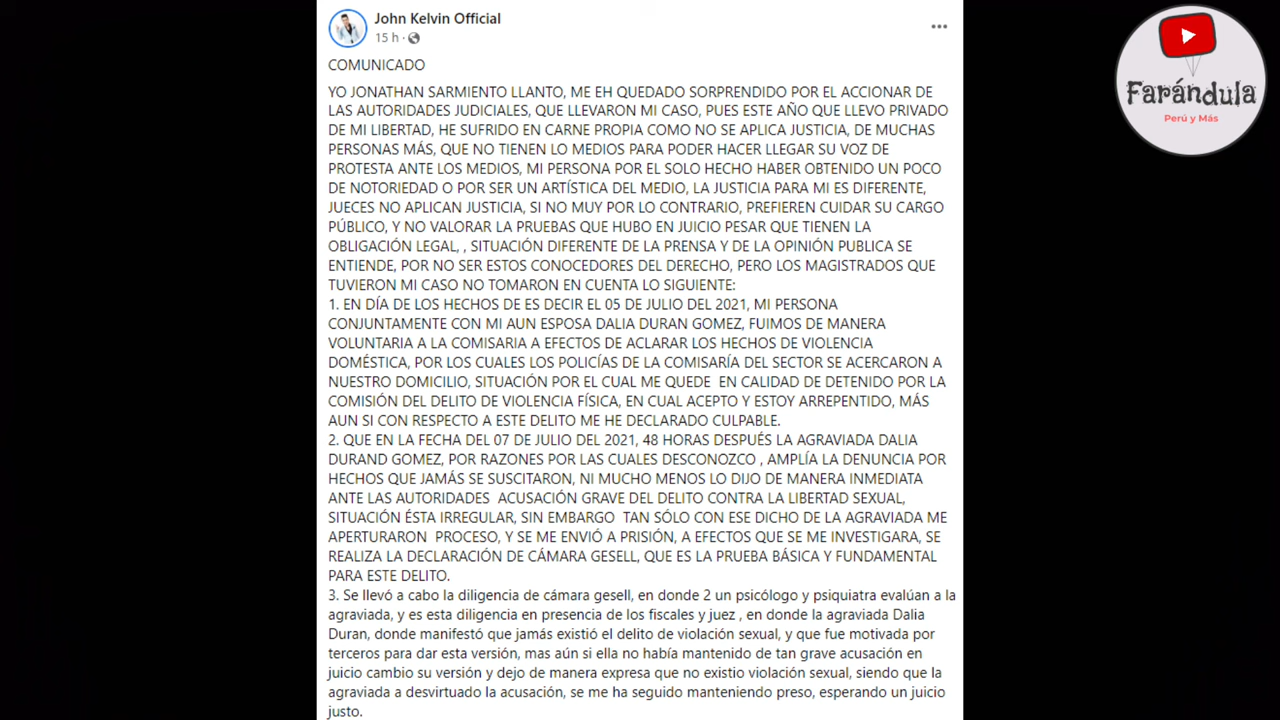 John Kelvin Official
15 h ·
COMUNICADO
YO JONATHAN SARMIENTO LLANTO, ME EH QUEDADO SORPRENDIDO POR EL ACCIONAR DE
LAS AUTORIDADES JUDICIALES, QUE LLEVARON MI CASO, PUES ESTE AÑO QUE LLEVO PRIVADO
DE MI LIBERTAD, HE SUFRIDO EN CARNE PROPIA COMO NO SE APLICA JUSTICIA, DE MUCHAS
PERSONAS MÁS, QUE NO TIENEN LO MEDIOS PARA PODER HACER LLEGAR SU VOZ DE
PROTESTA ANTE LOS MEDIOS, MI PERSONA POR EL SOLO HECHO HABER OBTENIDO UN POCO
DE NOTORIEDAD O POR SER UN ARTÍSTICA DEL MEDIO, LA JUSTICIA PARA MI ES DIFERENTE,
JUECES NO APLICAN JUSTICIA, SI NO MUY POR LO CONTRARIO, PREFIEREN CUIDAR SU CARGO
PÚBLICO, Y NO VALORAR LA PRUEBAS QUE HUBO EN JUICIO PESAR QUE TIENEN LA
OBLIGACIÓN LEGAL, , SITUACIÓN DIFERENTE DE LA PRENSA Y DE LA OPINIÓN PUBLICA SE
ENTIENDE, POR NO SER ESTOS CONOCEDORES DEL DERECHO, PERO LOS MAGISTRADOS QUE
TUVIERON MI CASO NO TOMARON EN CUENTA LO SIGUIENTE:
1. EN DÍA DE LOS HECHOS DE ES DECIR EL 05 DE JULIO DEL 2021, MI PERSONA
CONJUNTAMENTE CON MI AUN ESPOSA DALIA DURAN GOMEZ, FUIMOS DE MANERA
VOLUNTARIA A LA COMISARIA A EFECTOS DE ACLARAR LOS HECHOS DE VIOLENCIA
DOMÉSTICA, POR LOS CUALES LOS POLICÍAS DE LA COMISARÍA DEL SECTOR SE ACERCARON A
NUESTRO DOMICILIO, SITUACIÓN POR EL CUAL ME QUEDE EN CALIDAD DE DETENIDO POR LA
COMISIÓN DEL DELITO DE VIOLENCIA FÍSICA, EN CUAL ACEPTO Y ESTOY ARREPENTIDO, MÁS
AUN SI CON RESPECTO A ESTE DELITO ME HE DECLARADO CULPABLE.
2. QUE EN LA FECHA DEL 07 DE JULIO DEL 2021, 48 HORAS DESPUÉS LA AGRAVIADA DALIA
DURAND GOMEZ, POR RAZONES POR LAS CUALES DESCONOZCO , AMPLÍA LA DENUNCIA POR
HECHOS QUE JAMÁS SE SUSCITARON, NI MUCHO MENOS LO DIJO DE MANERA INMEDIATA
ANTE LAS AUTORIDADES ACUSACIÓN GRAVE DEL DELITO CONTRA LA LIBERTAD SEXUAL,
SITUACIÓN ÉSTA IRREGULAR, SIN EMBARGO TAN SÓLO CON ESE DICHO DE LA AGRAVIADA ME
APERTURARON PROCESO, Y SE ME ENVIÓ A PRISIÓN, A EFECTOS QUE SE ME INVESTIGARA, SE
REALIZA LA DECLARACIÓN DE CÁMARA GESELL, QUE ES LA PRUEBA BÁSICA Y FUNDAMENTAL
PARA ESTE DELITO.
3. Se llevó a cabo la diligencia de cámara gesell, en donde 2 un psicólogo y psiquiatra evalúan a la
agraviada, y es esta diligencia en presencia de los fiscales y juez , en donde la agraviada Dalia
Duran, donde manifestó que jamás existió el delito de violación sexual, y que fue motivada por
terceros para dar esta versión, mas aún si ella no había mantenido de tan grave acusación en
juicio cambio su versión y dejo de manera expresa que no existio violación sexual, siendo que la
agraviada a desvirtuado la acusación, se me ha seguido manteniendo preso, esperando un juicio
justo.
Farándula
Perú y Más